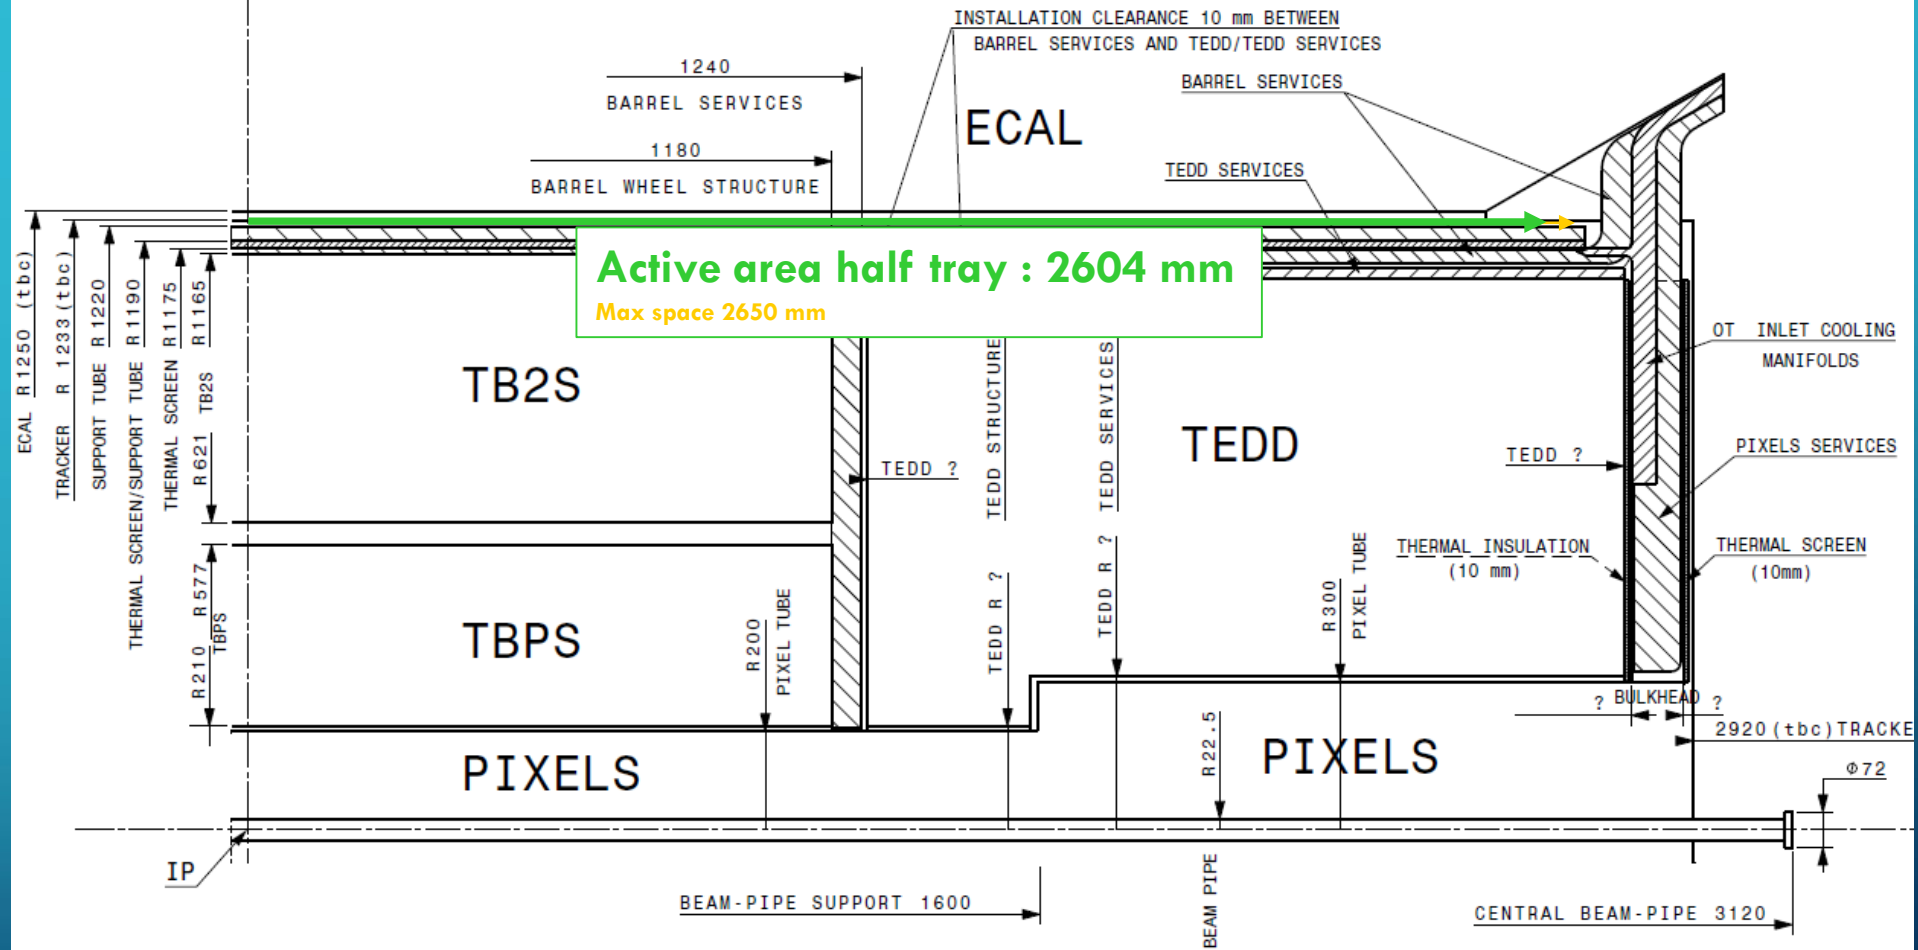 INSTALLATION CLEARANCE 10 mm BETWEEN
BARREL SERVICES AND TEDD/TEDD SERVICES
1240
BARREL SERVICES
BARREL SERVICES
ECAL
1180
BARREL WHEEL STRUCTURE
TEDD SERVICES
Active area half tray : 2604 mm
Max space 2650 mm
ECAL R1250 (tbc)
TRACKER R 1233(tbc)
SUPPORT TUBE R1220
THERMAL SCREEN/SUPPORT TUBE R1190
THERMAL SCREEN R1175
R621 TB2S R1165
R210 R577
TBPS
TB2S
TEDD STRUCTURE
TEDD SERVICES
TEDD
OT INLET COOLING
MANIFOLDS
TEDD ?
TEDD ?
PIXELS SERVICES
THERMAL INSULATION
(10 mm)
THERMAL SCREEN
(10mm)
TBPS
R200
PIXEL TUBE
TEDD R ?
TEDD R ?
R300
PIXEL TUBE
? BULKHEAD ?
2920(tbc)TRACKE
PIXELS
R22.5
BEAM PIPE
PIXELS
Φ72
IP
BEAM-PIPE SUPPORT 1600
CENTRAL BEAM-PIPE 3120